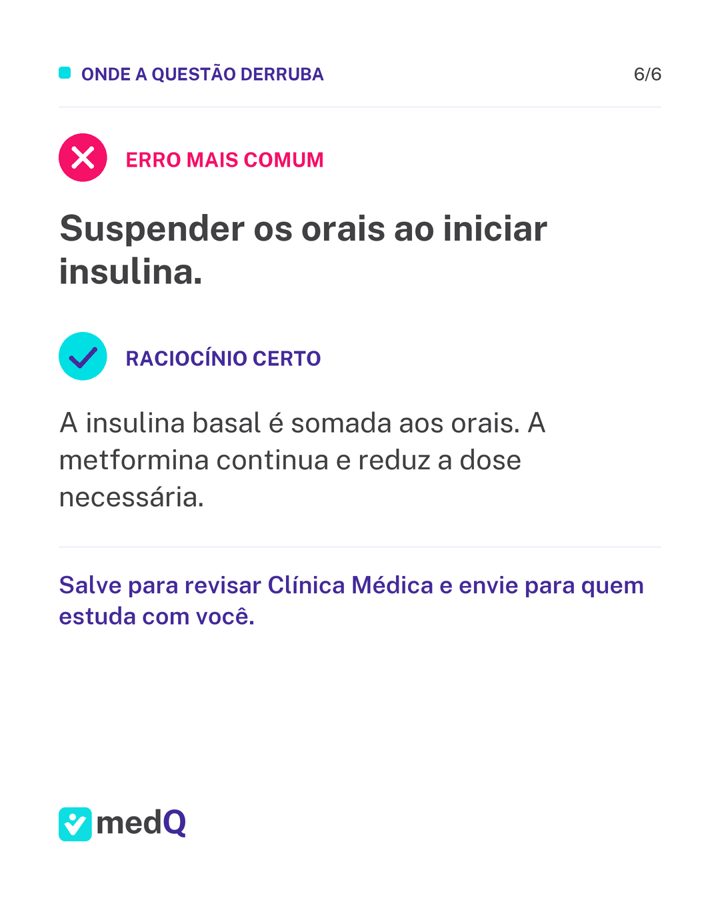 ONDE A QUESTÃO DERRUBA
6/6
ERRO MAIS COMUM
Suspender os orais ao iniciar
insulina.
RACIOCÍNIO CERTO
A insulina basal é somada aos orais. A
metformina continua e reduz a dose
necessária.
Salve para revisar Clínica Médica e envie para quem
estuda com você.
medQ